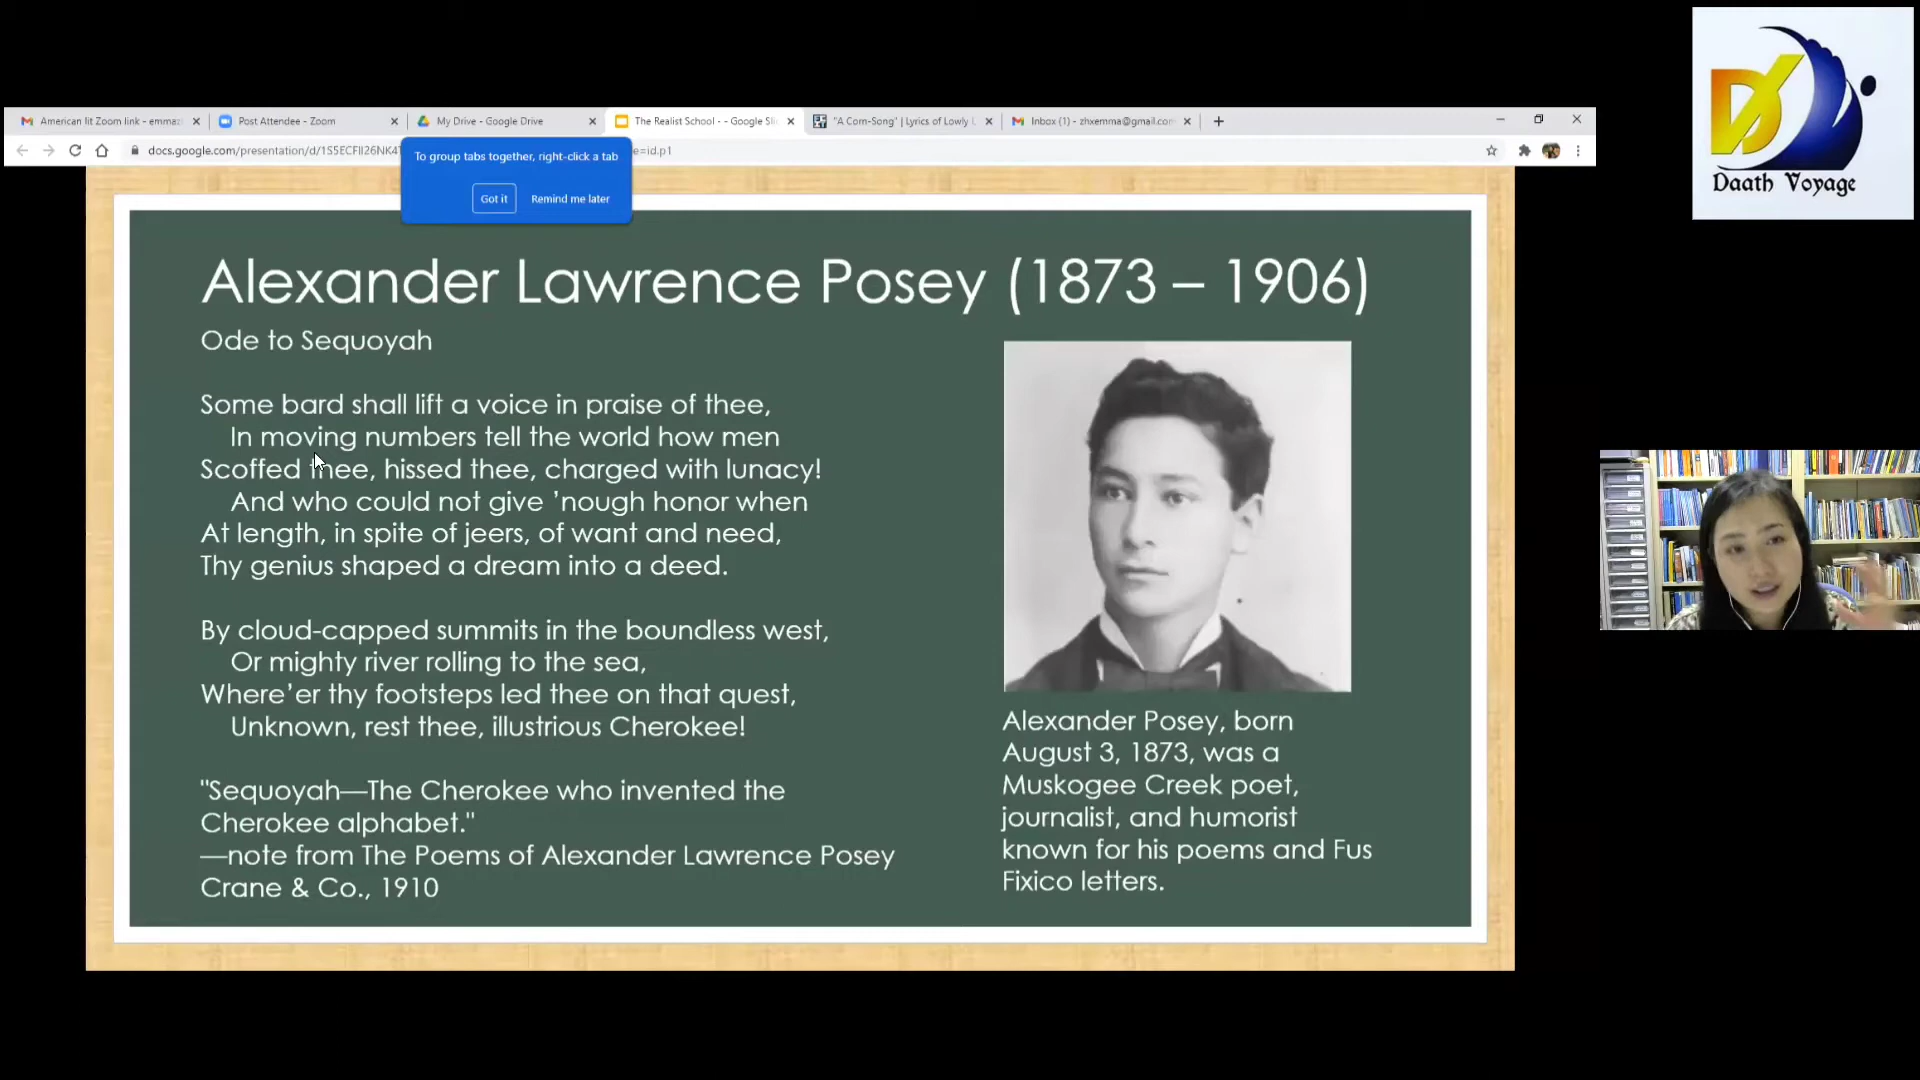 American lit Zoom link - emmaz
Post Attendee - Zoom
My Drive - Google Drive
The Realist School - - Google Sli
"A Corn-Song" | Lyrics of Lowly L
Inbox (1) - zhxemma@gmail.com
docs.google.com/presentation/d/
=id.p1
To group tabs together, right-click a tab
Got it
Remind me later
Daath Voyage
Alexander Lawrence Posey (1873 – 1906)
Ode to Sequoyah
Some bard shall lift a voice in praise of thee,
In moving numbers tell the world how men
Scoffed thee, hissed thee, charged with lunacy!
And who could not give ’nough honor when
At length, in spite of jeers, of want and need,
Thy genius shaped a dream into a deed.
By cloud-capped summits in the boundless west,
Or mighty river rolling to the sea,
Where’er thy footsteps led thee on that quest,
Unknown, rest thee, illustrious Cherokee!
"Sequoyah—The Cherokee who invented the
Cherokee alphabet."
—note from The Poems of Alexander Lawrence Posey
Crane & Co., 1910
Alexander Posey, born
August 3, 1873, was a
Muskogee Creek poet,
journalist, and humorist
known for his poems and Fus
Fixico letters.